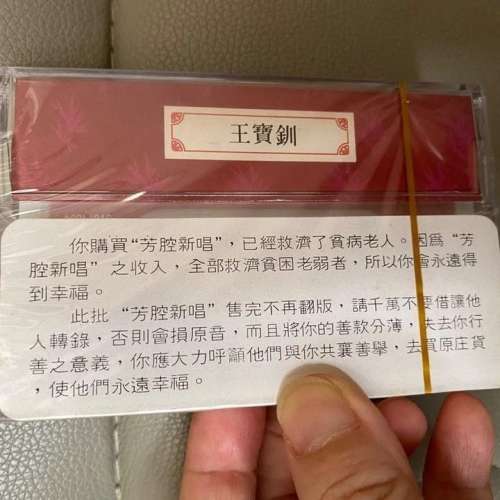 王寶釧
你購買“芳腔新唱”，已經救濟了貧病老人。因爲“芳
腔新唱”之收入，全部救濟貧困老弱者，所以你會永遠得
到幸福。
此批“芳腔新唱”售完不再翻版，請千萬不要借讓他
人轉錄，否則會損原音，而且將你的善款分薄，失去你行
善之意義，你應大力呼籲他們與你共襄善舉，去買原庄貨
，使他們永遠幸福。